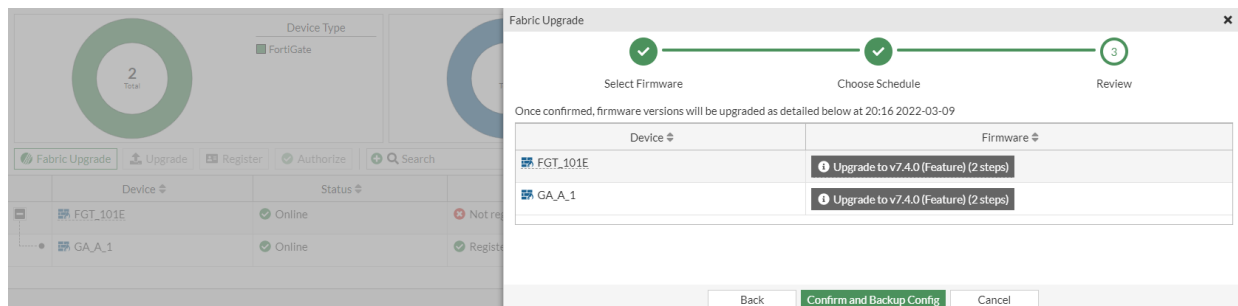 Device Type
FortiGate
2
Total
Fabric Upgrade
Upgrade
Register
Authorize
Search
Device
Status
FGT_101E
Online
Not reg
GA_A_1
Online
Registe
Fabric Upgrade
3
Select Firmware
Choose Schedule
Review
Once confirmed, firmware versions will be upgraded as detailed below at 20:16 2022-03-09
Device
Firmware
FGT_101E
Upgrade to v7.4.0 (Feature) (2 steps)
GA_A_1
Upgrade to v7.4.0 (Feature) (2 steps)
Back
Confirm and Backup Config
Cancel